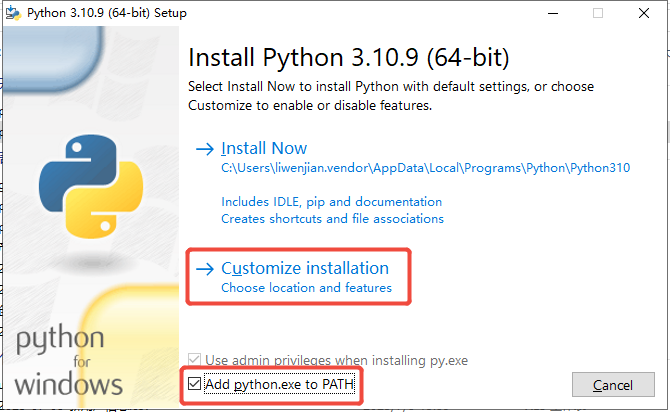 Python 3.10.9 (64-bit) Setup
Install Python 3.10.9 (64-bit)
Select Install Now to install Python with default settings, or choose
Customize to enable or disable features.
Install Now
C:\Users\liwenjian.vendor\AppData\Local\Programs\Python\Python310
Includes IDLE, pip and documentation
Creates shortcuts and file associations
Customize installation
Choose location and features
python
for
windows
Use admin privileges when installing py.exe
Add python.exe to PATH
Cancel